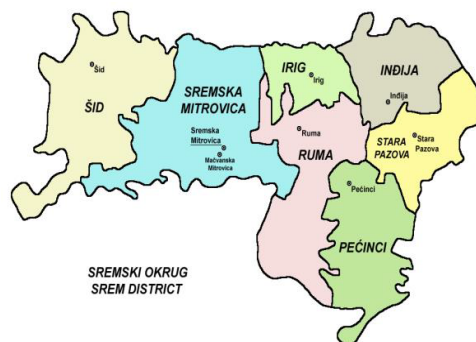 Šid
ŠID
SREMSKA
MITROVICA
Sremska
Mitrovica
Mačvanska
Mitrovica
IRIG
Irig
INĐIJA
Inđija
Ruma
RUMA
STARA
PAZOVA
Stara
Pazova
Pećinci
PEĆINCI
SREMSKI OKRUG
SREM DISTRICT